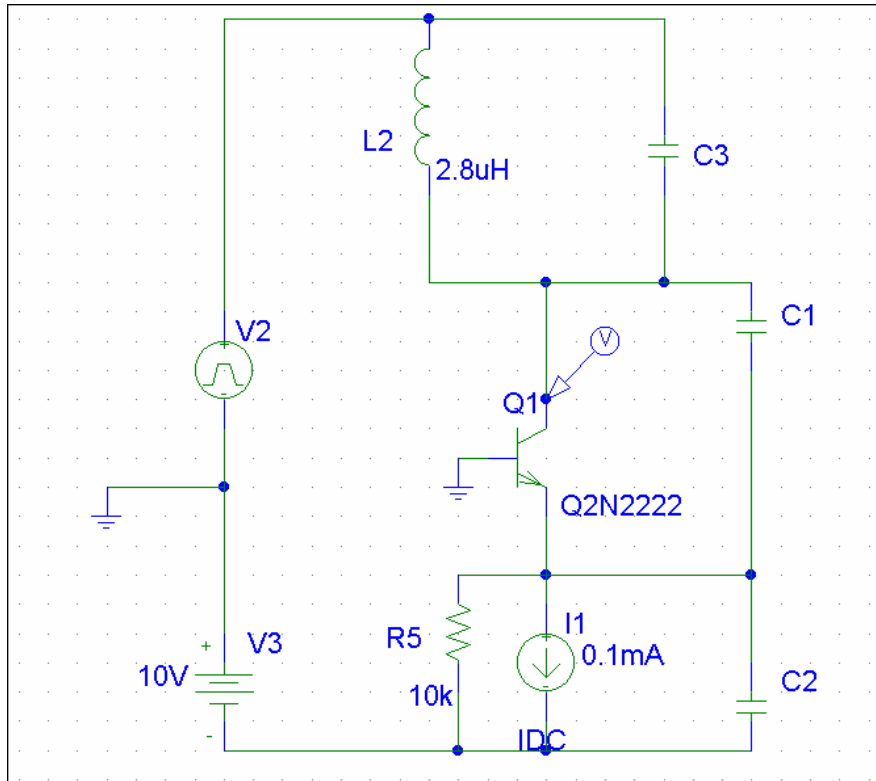 L2
2.8uH
C3
V2
+
-
C1
V
Q1
Q2N2222
R5
10k
I1
0.1mA
+
-
IDC
V3
10V
+
-
C2